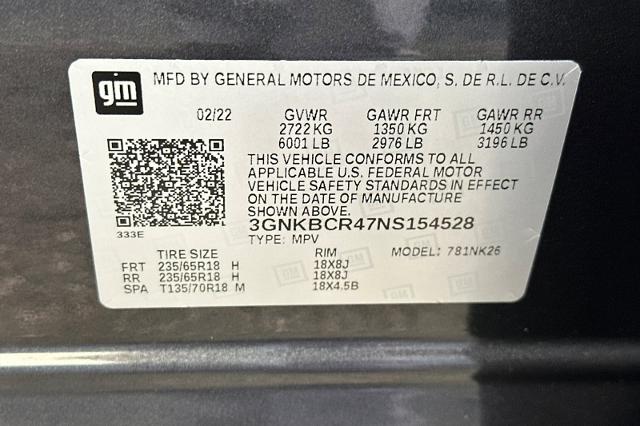 gm MFD BY GENERAL MOTORS DE MEXICO, S. DE R.L. DE C.V.
02/22 GVWR GAWR FRT GAWR RR
2722 KG 1350 KG 1450 KG
6001 LB 2976 LB 3196 LB
THIS VEHICLE CONFORMS TO ALL
APPLICABLE U.S. FEDERAL MOTOR
VEHICLE SAFETY STANDARDS IN EFFECT
ON THE DATE OF MANUFACTURE
SHOWN ABOVE.
333E 3GNKBCR47NS154528
TYPE: MPV MODEL: 781NK26
TIRE SIZE RIM
FRT 235/65R18 H 18X8J
RR 235/65R18 H 18X8J
SPA T135/70R18 M 18X4.5B